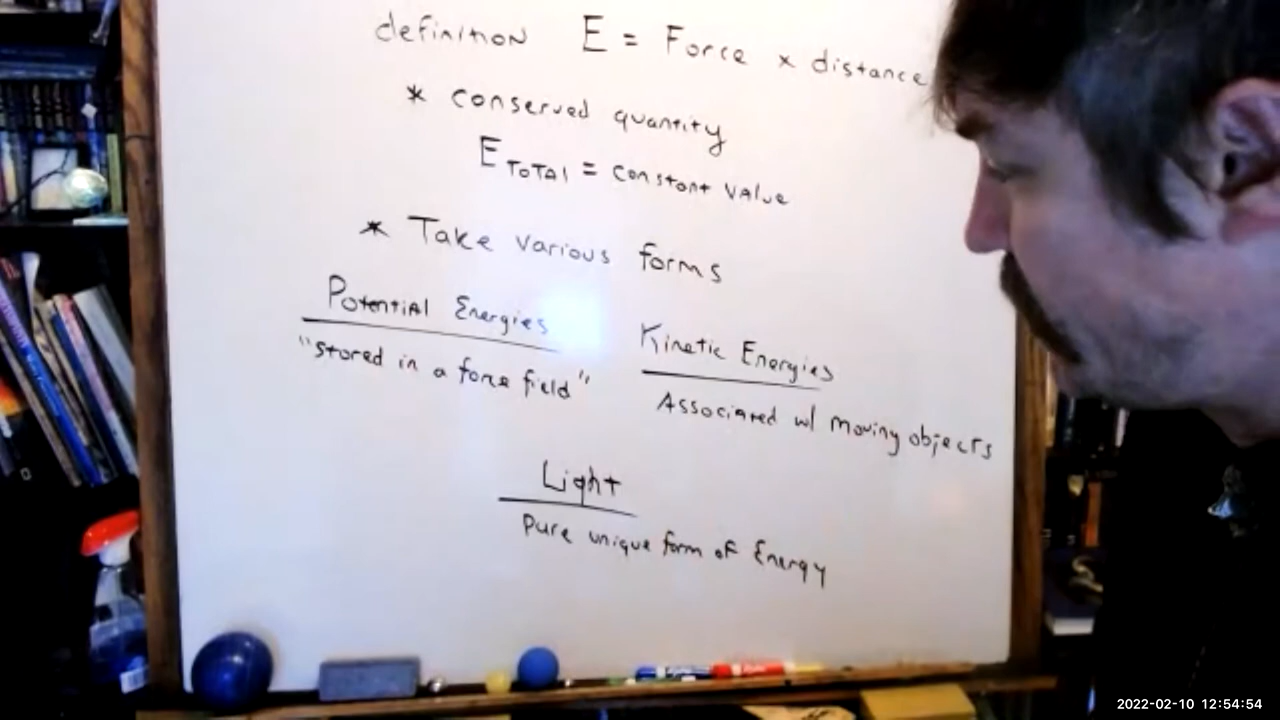 definition E = Force x distance
* conserved quantity
E TOTAL = constant value
* Take various forms
Potential Energies
"stored in a force field"
Kinetic Energies
Associated w/ moving objects
Light
Pure unique form of Energy
2022-02-10 12:54:54